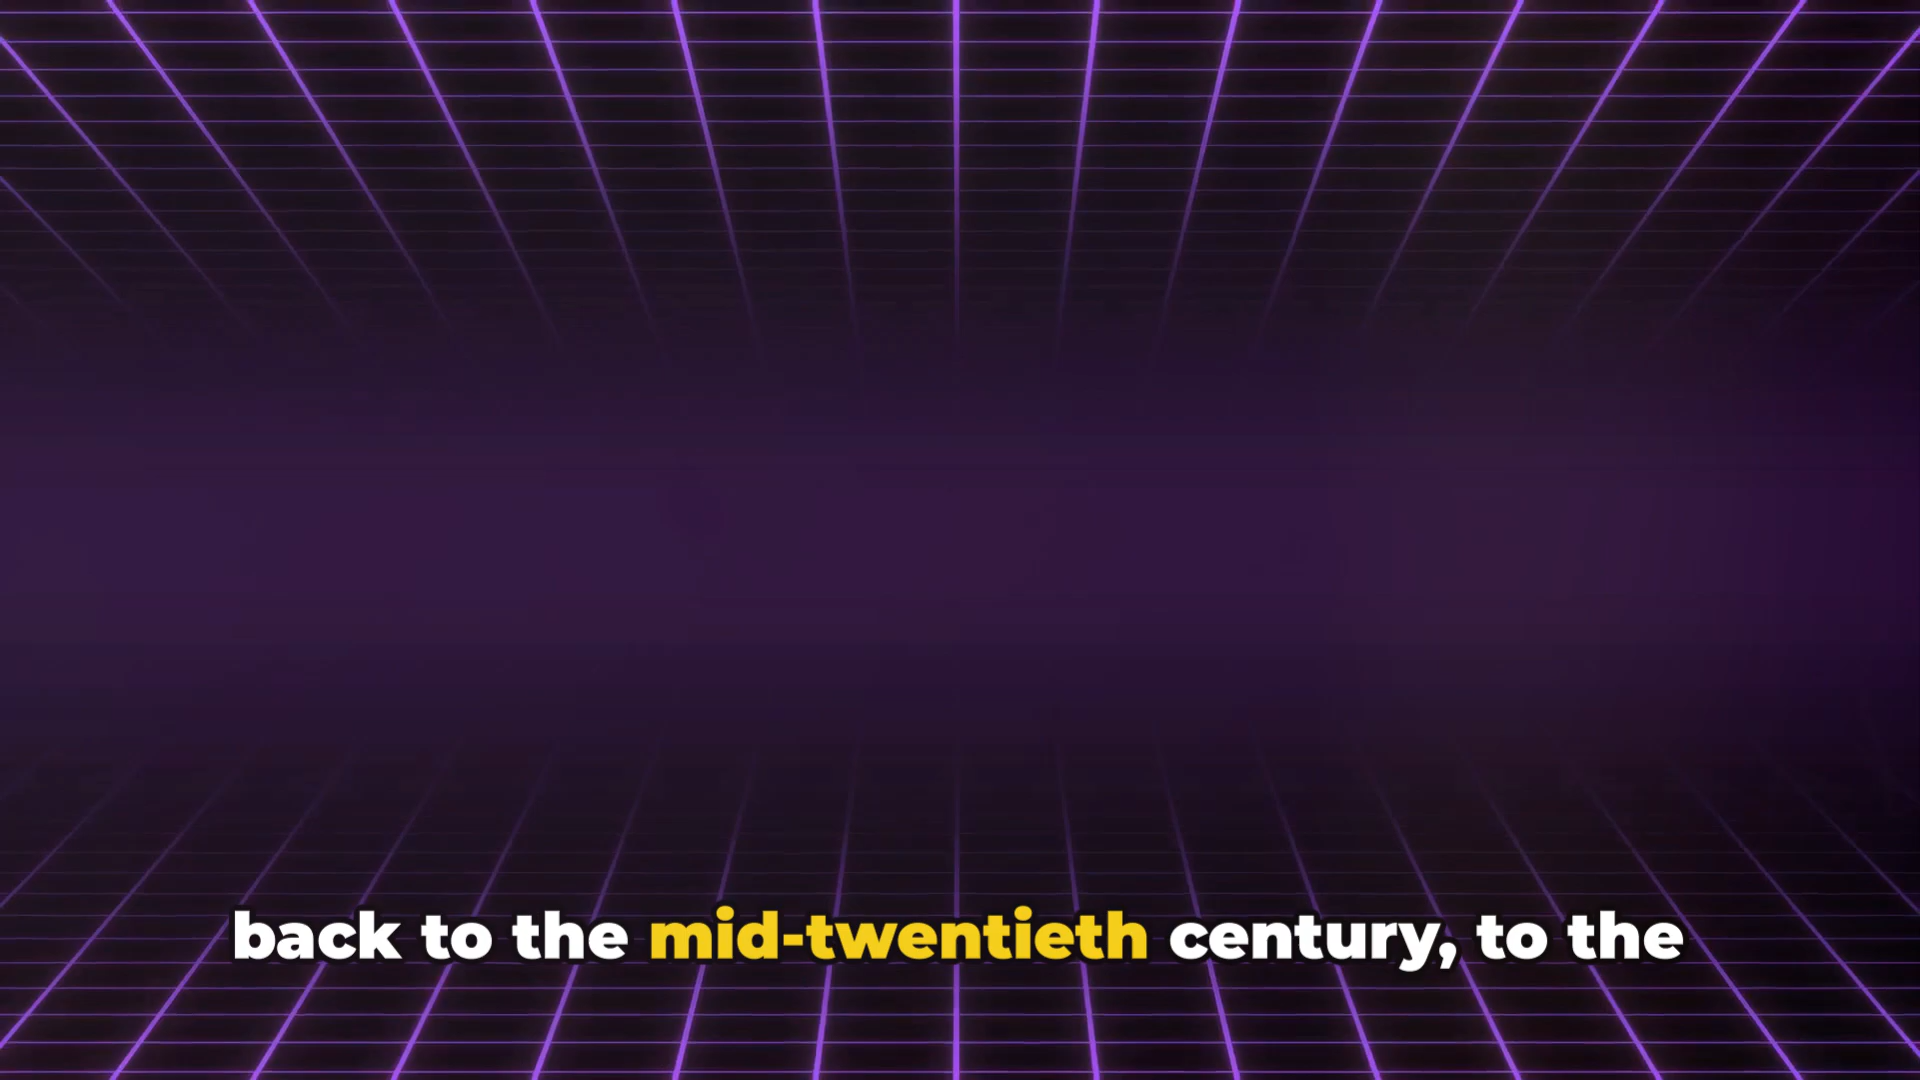 back to the mid-twentieth century, to the